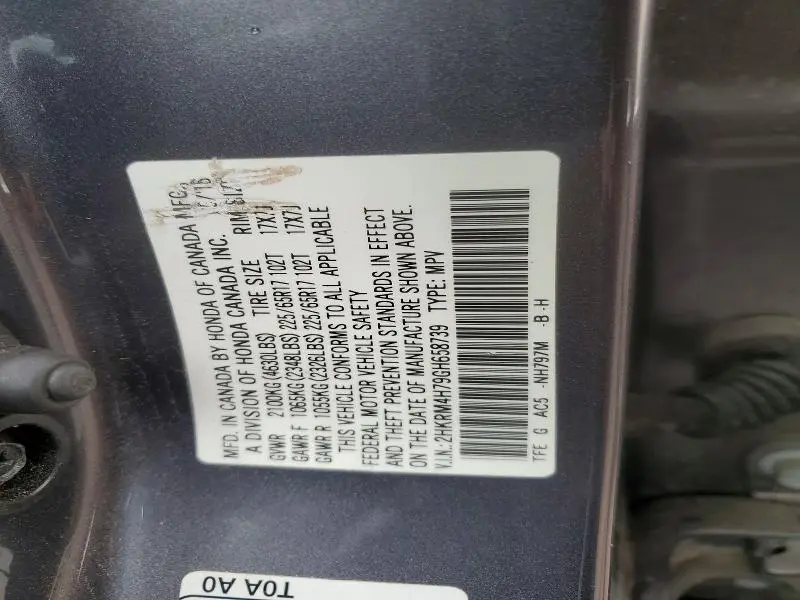 MFD. IN CANADA BY HONDA OF CANADA MFG.,
A DIVISION OF HONDA CANADA INC. /16
GVWR 2100KG (4630LBS) TIRE SIZE RIM SIZE
GAWR F 1065KG (2348LBS) 225/65R17 102T 17X7J
GAWR R 1055KG (2326LBS) 225/65R17 102T 17X7J
THIS VEHICLE CONFORMS TO ALL APPLICABLE
FEDERAL MOTOR VEHICLE SAFETY
AND THEFT PREVENTION STANDARDS IN EFFECT
ON THE DATE OF MANUFACTURE SHOWN ABOVE.
V.I.N.:2HKRM4H79GH658739 TYPE: MPV
TFE G AC5 -NH797M -B-H
T0A A0